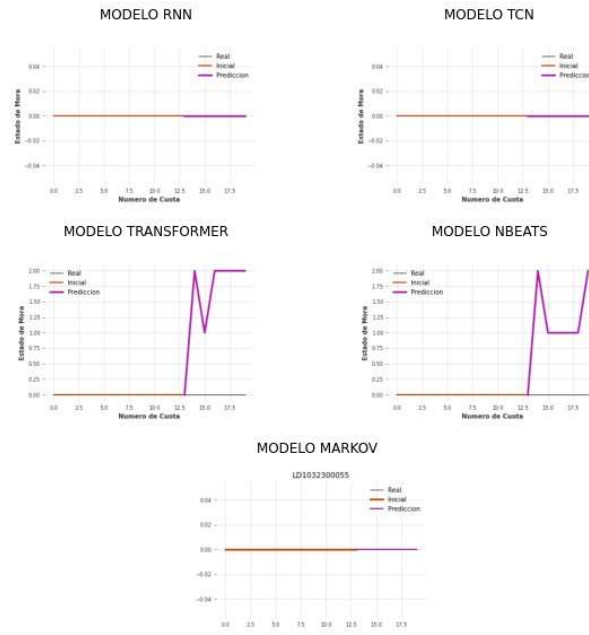 MODELO RNN
Real
Inicial
Prediccion
0.04
0.02
0.00
−0.02
−0.04
Estado de Mora
0.0 2.5 5.0 7.5 10.0 12.5 15.0 17.5
Numero de Cuota
MODELO TCN
Real
Inicial
Prediccion
0.04
0.02
0.00
−0.02
−0.04
Estado de Mora
0.0 2.5 5.0 7.5 10.0 12.5 15.0 17.5
Numero de Cuota
MODELO TRANSFORMER
Real
Inicial
Prediccion
2.00
1.75
1.50
1.25
1.00
0.75
0.50
0.25
0.00
Estado de Mora
0.0 2.5 5.0 7.5 10.0 12.5 15.0 17.5
Numero de Cuota
MODELO NBEATS
Real
Inicial
Prediccion
2.00
1.75
1.50
1.25
1.00
0.75
0.50
0.25
0.00
Estado de Mora
0.0 2.5 5.0 7.5 10.0 12.5 15.0 17.5
Numero de Cuota
MODELO MARKOV
LD1032300055
Real
Inicial
Prediccion
0.04
0.02
0.00
−0.02
−0.04
0.0 2.5 5.0 7.5 10.0 12.5 15.0 17.5